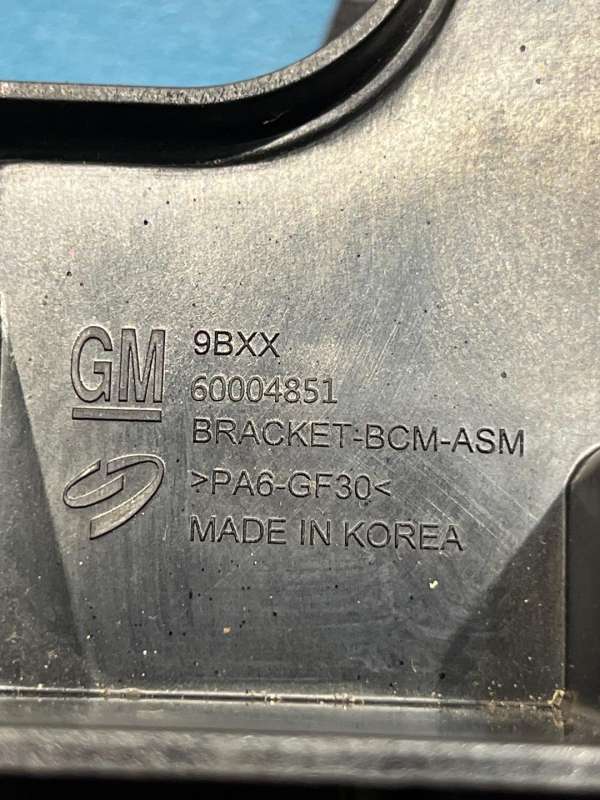 GM
9BXX
60004851
BRACKET-BCM-ASM
>PA6-GF30<
MADE IN KOREA